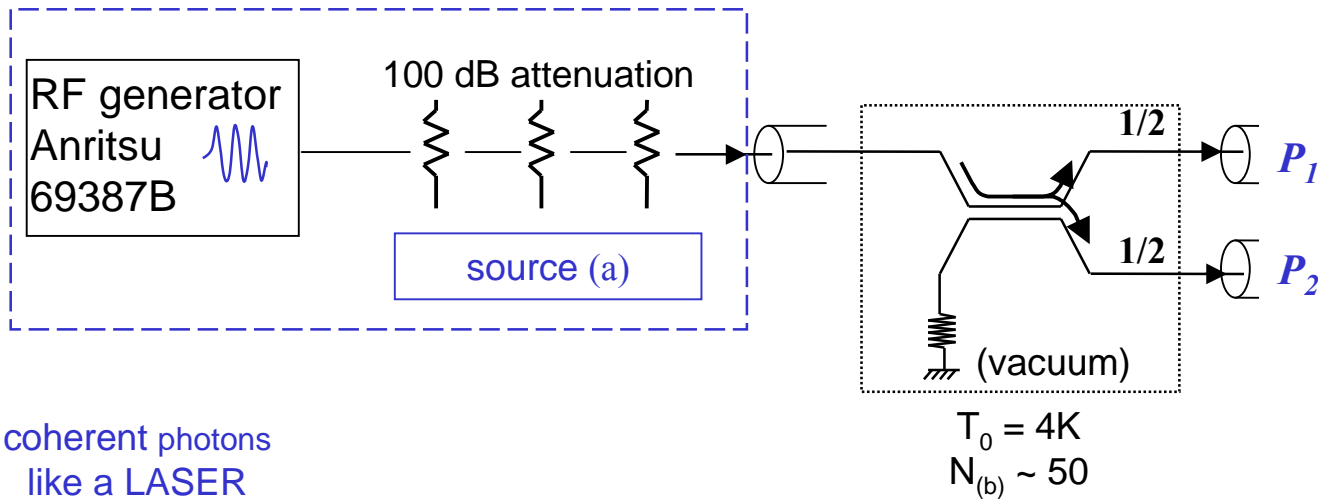 RF generator
Anritsu
69387B
100 dB attenuation
source (a)
1/2
P1
1/2
P2
(vacuum)
T0 = 4K
N(b) ~ 50
coherent photons
like a LASER